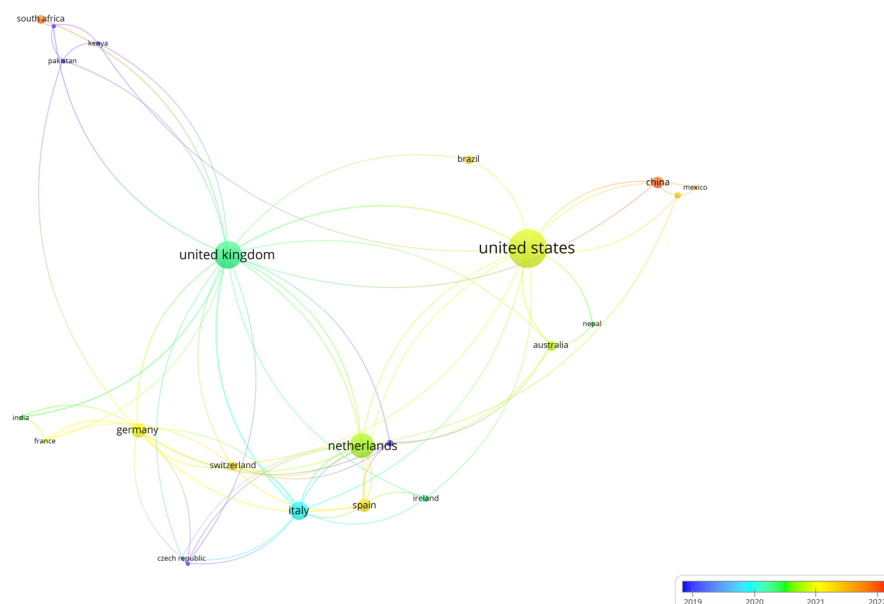 south africa
kenya
pakistan
brazil
china
mexico
united states
united kingdom
nepal
australia
india
germany
france
netherlands
switzerland
ireland
spain
italy
czech republic
2019 2020 2021 2022